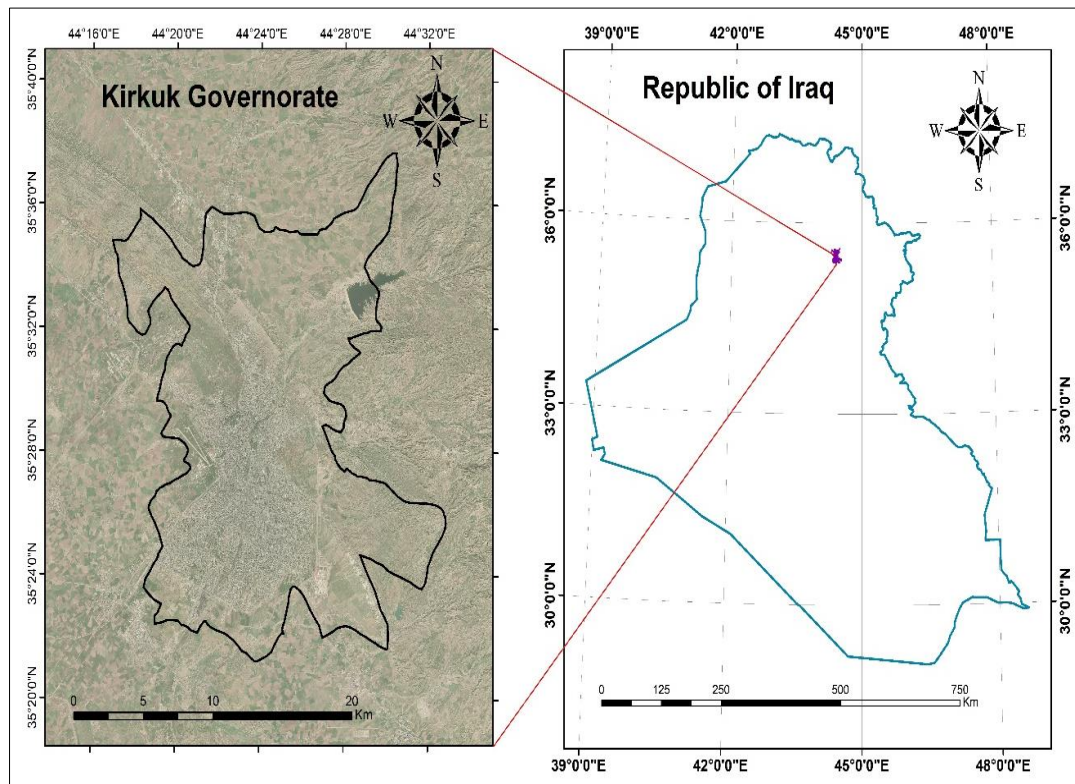 44°16'0"E 44°20'0"E 44°24'0"E 44°28'0"E 44°32'0"E
Kirkuk Governorate
N
W E
S
35°40'0"N
35°36'0"N
35°32'0"N
35°28'0"N
35°24'0"N
35°20'0"N
0 5 10 20
Km
39°0'0"E 42°0'0"E 45°0'0"E 48°0'0"E
Republic of Iraq
N
W E
S
36°0'0"N 36°0'0"N
33°0'0"N 33°0'0"N
30°0'0"N 30°0'0"N
0 125 250 500 750
Km
39°0'0"E 42°0'0"E 45°0'0"E 48°0'0"E